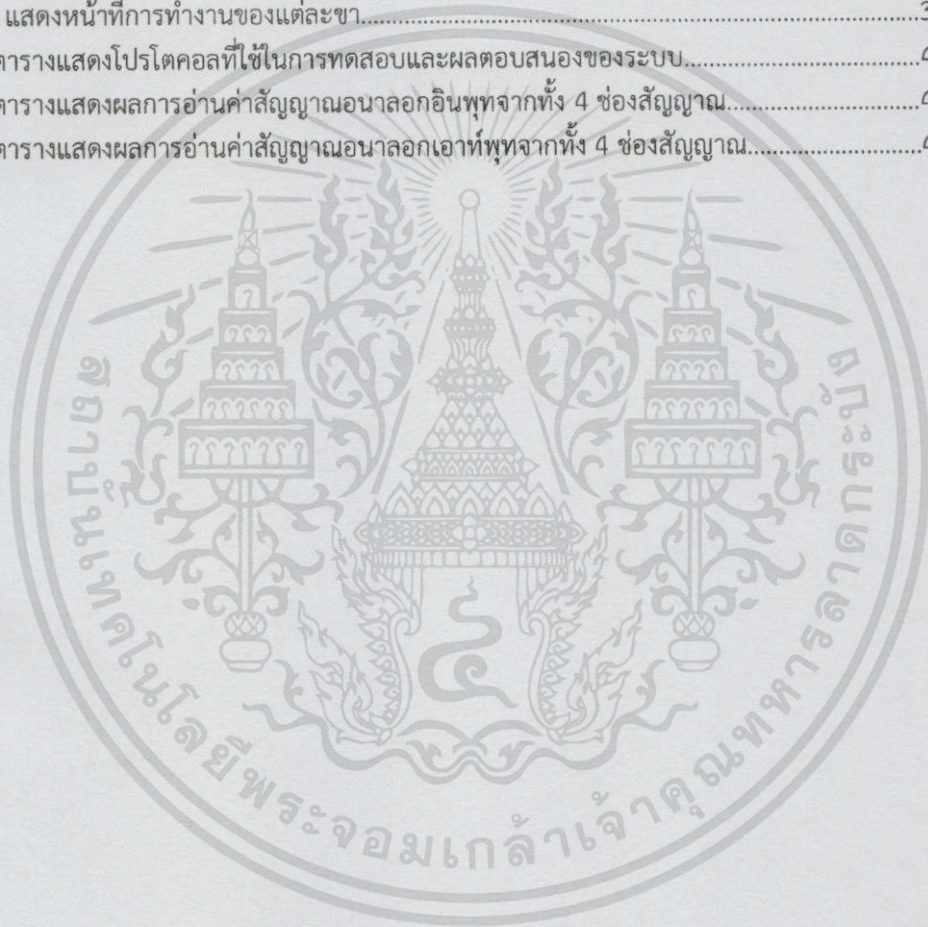 แสดงหน้าที่การทำงานของแต่ละขา
ตารางแสดงโปรโตคอลที่ใช้ในการทดสอบและผลตอบสนองของระบบ
ตารางแสดงผลการอ่านค่าสัญญาณอนาลอกอินพุทจากทั้ง 4 ช่องสัญญาณ
ตารางแสดงผลการอ่านค่าสัญญาณอนาลอกเอาท์พุทจากทั้ง 4 ช่องสัญญาณ
๕
สถาบันเทคโนโลยีพระจอมเกล้าเจ้าคุณทหารลาดกระบัง